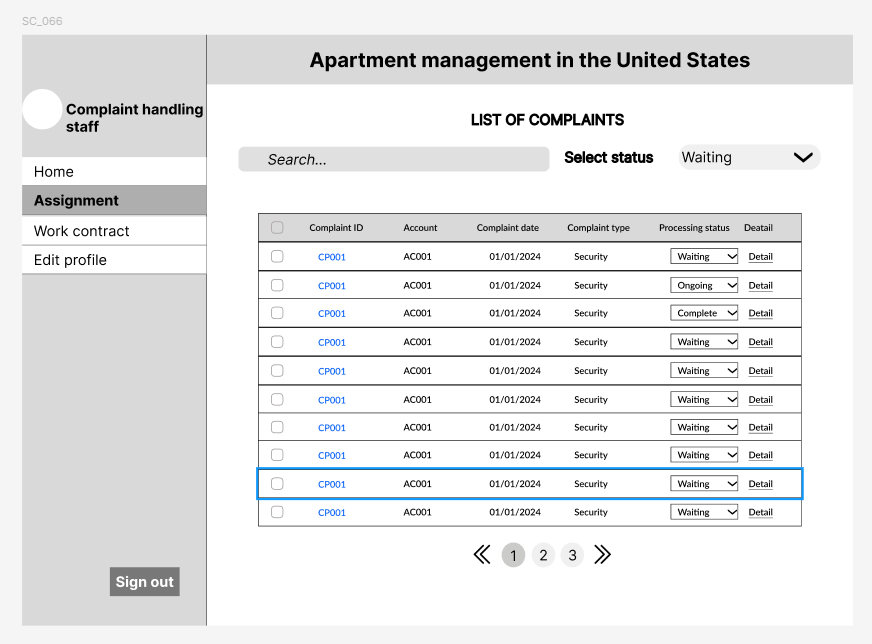 SC_066
Apartment management in the United States
Complaint handling
staff
Home
Assignment
Work contract
Edit profile
Sign out
LIST OF COMPLAINTS
Search...
Select status
Waiting
Complaint ID Account Complaint date Complaint type Processing status Deatail
CP001 AC001 01/01/2024 Security Waiting Detail
CP001 AC001 01/01/2024 Security Ongoing Detail
CP001 AC001 01/01/2024 Security Complete Detail
CP001 AC001 01/01/2024 Security Waiting Detail
CP001 AC001 01/01/2024 Security Waiting Detail
CP001 AC001 01/01/2024 Security Waiting Detail
CP001 AC001 01/01/2024 Security Waiting Detail
CP001 AC001 01/01/2024 Security Waiting Detail
CP001 AC001 01/01/2024 Security Waiting Detail
CP001 AC001 01/01/2024 Security Waiting Detail
1 2 3